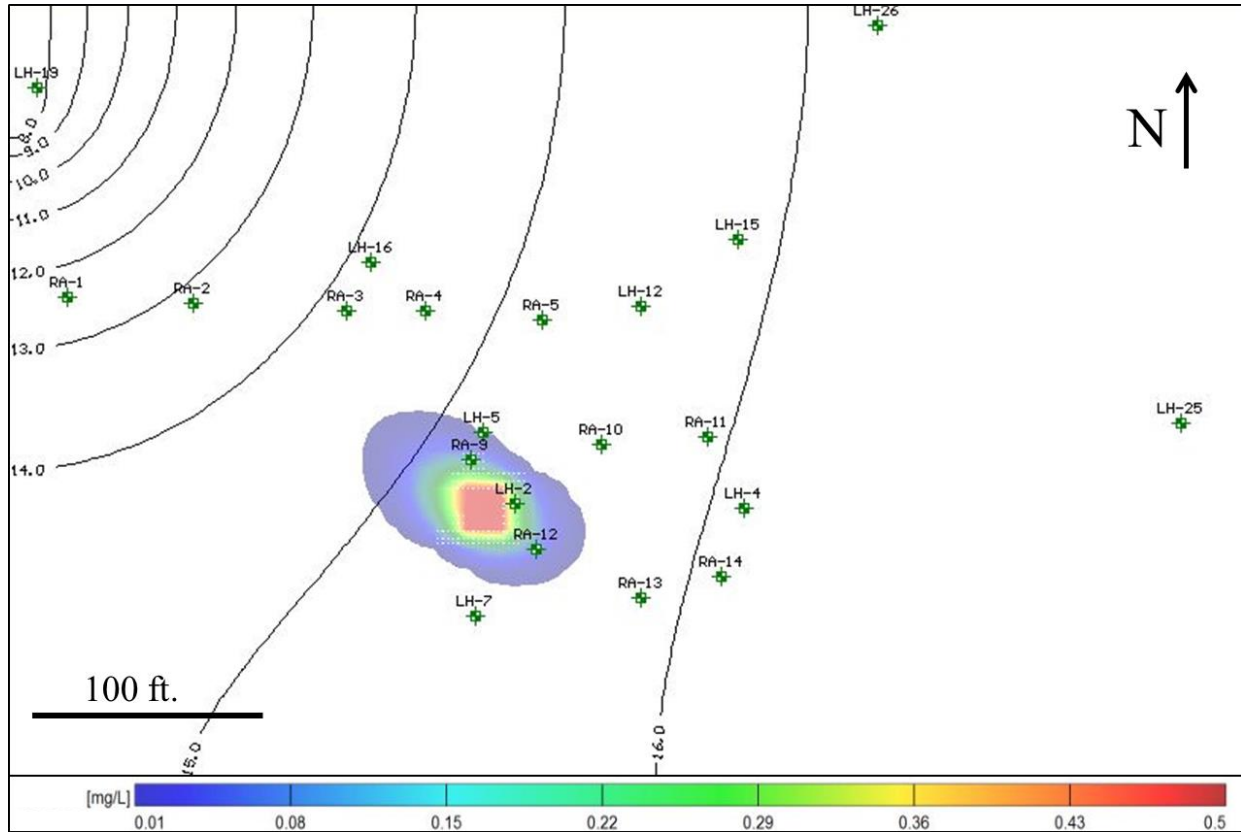 LH-26
LH-19
N
8.0
9.0
10.0
11.0
LH-15
LH-16
12.0
RA-1
RA-2
RA-3
RA-4
RA-5
LH-12
13.0
LH-5
RA-9
RA-10
RA-11
LH-25
14.0
LH-2
LH-4
RA-12
RA-14
RA-13
LH-7
100 ft.
15.0
16.0
[mg/L]
0.01 0.08 0.15 0.22 0.29 0.36 0.43 0.5